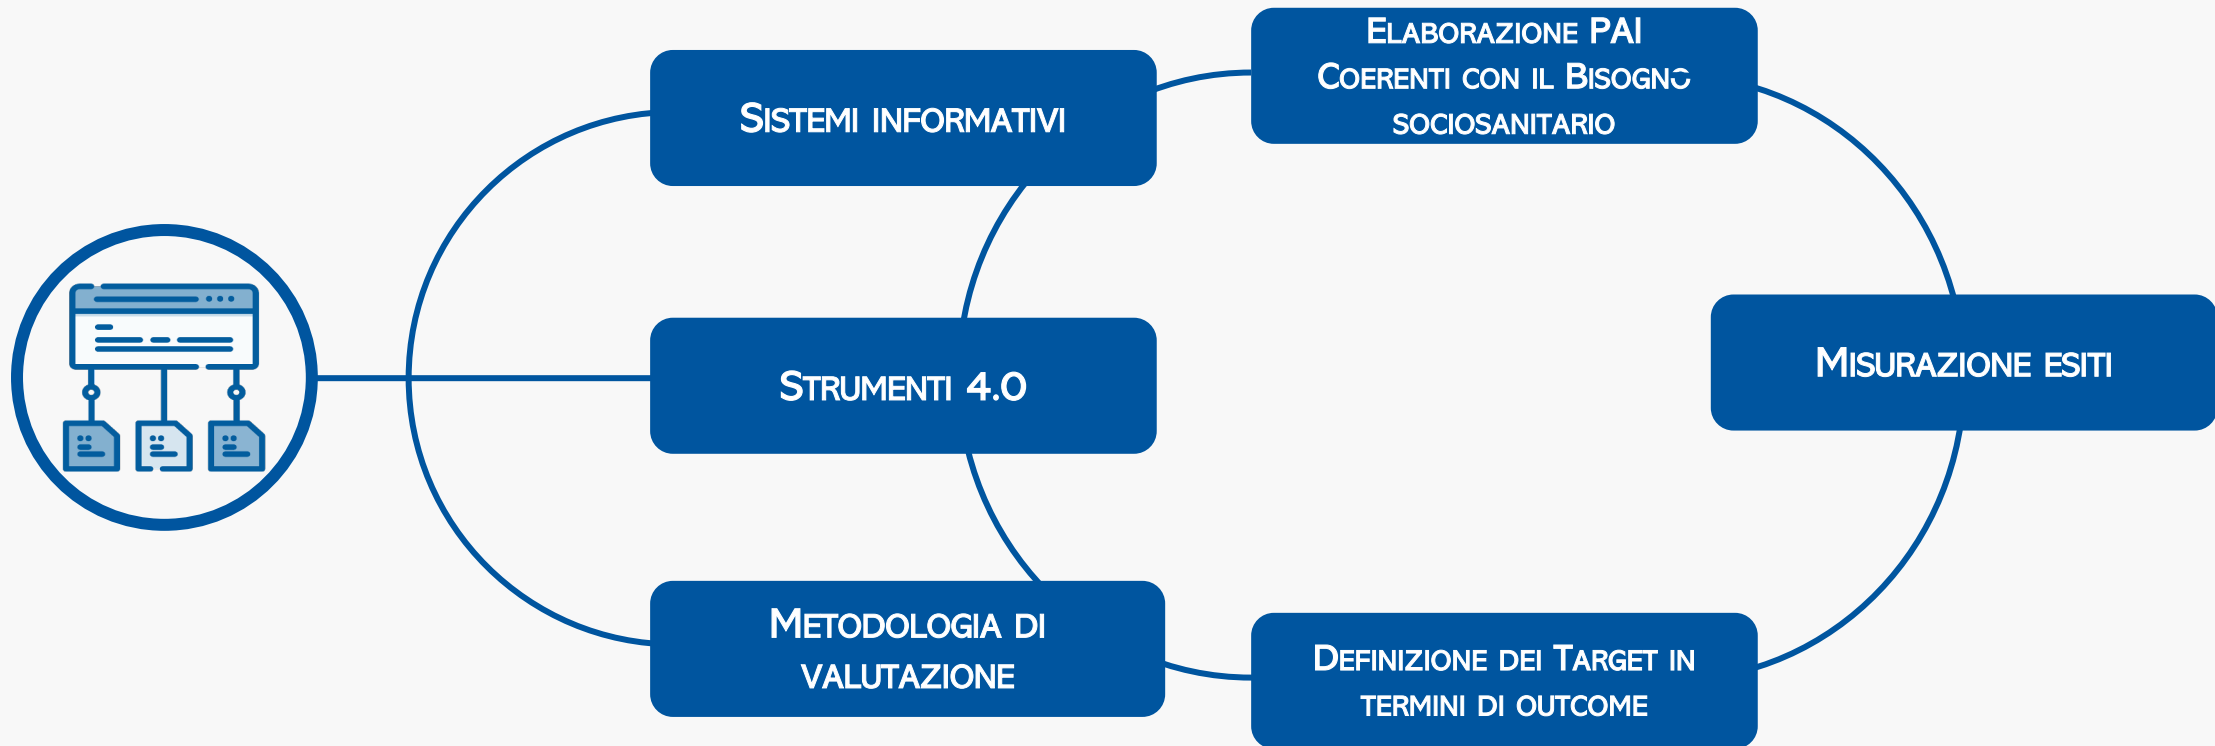 Sistemi informativi
Strumenti 4.0
Metodologia di
valutazione
Elaborazione PAI
Coerenti con il Bisogno
sociosanitario
Misurazione esiti
Definizione dei Target in
termini di outcome